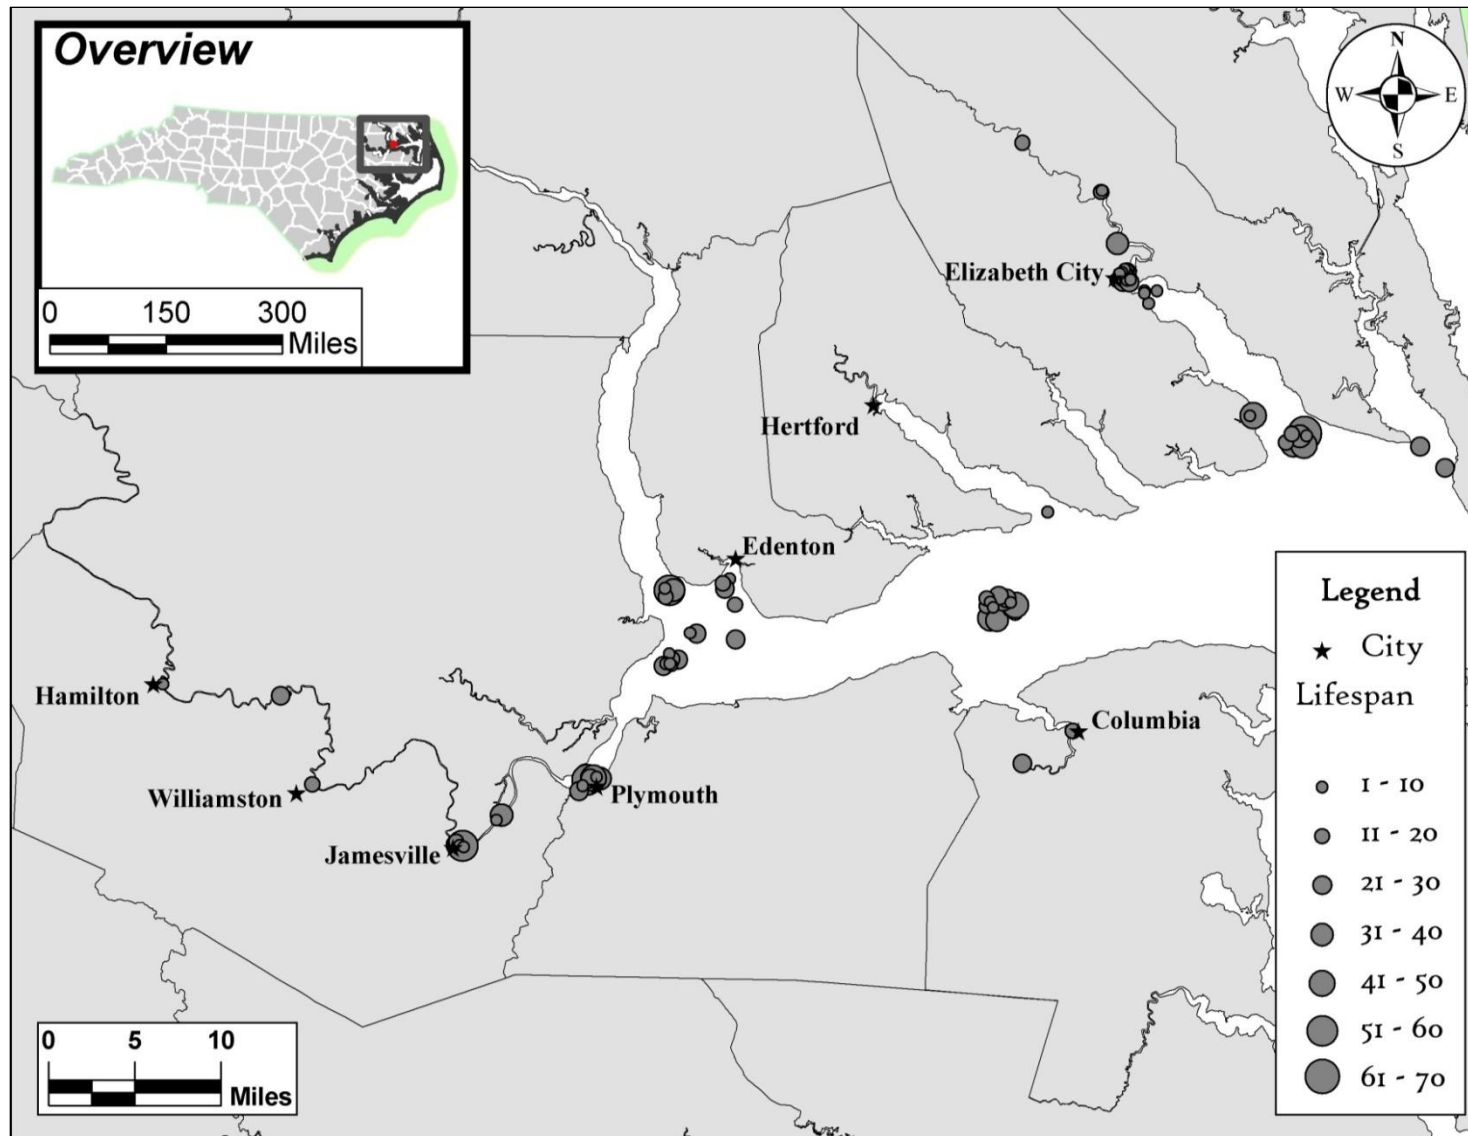 Overview
0 150 300
Miles
N
W E
S
Elizabeth City
Hertford
Edenton
Hamilton
Columbia
Williamston
Plymouth
Jamesville
Legend
City
Lifespan
1 - 10
11 - 20
21 - 30
31 - 40
41 - 50
51 - 60
61 - 70
0 5 10
Miles